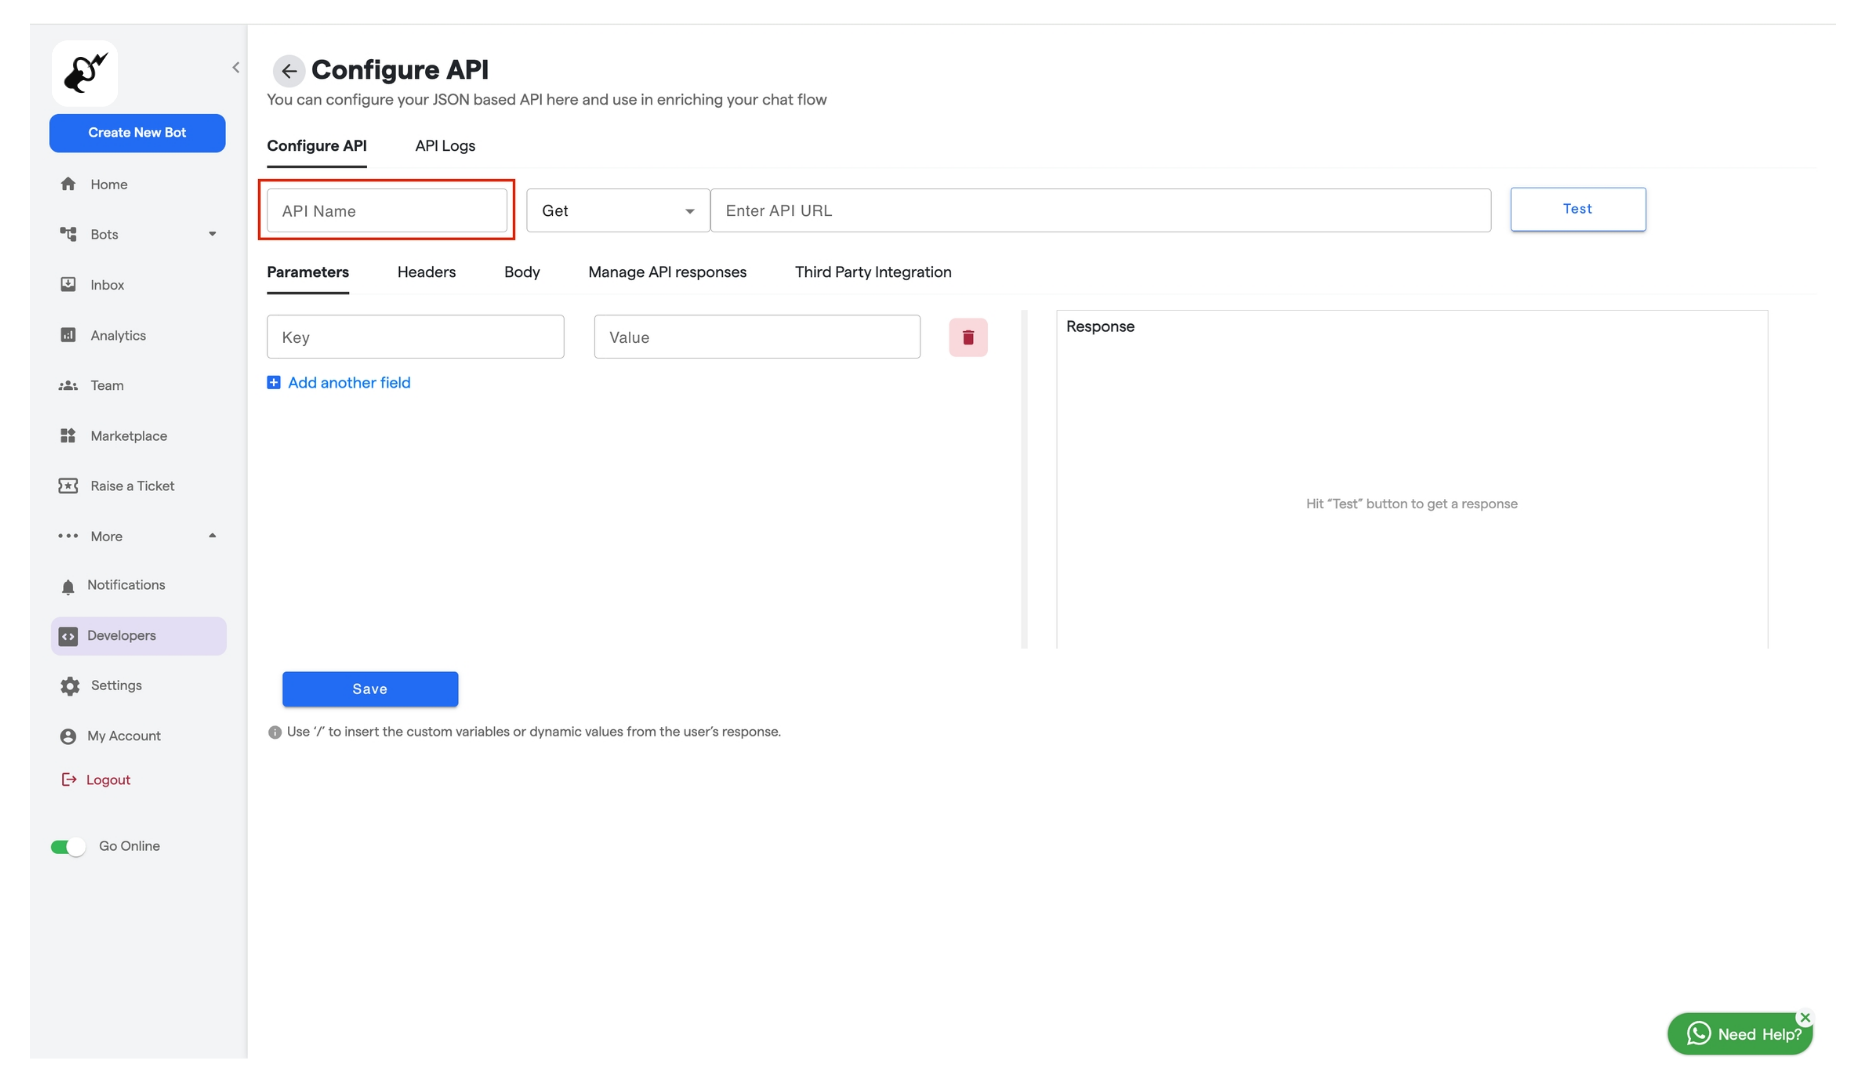 Create New Bot
Home
Bots
Inbox
Analytics
Team
Marketplace
Raise a Ticket
More
Notifications
Developers
Settings
My Account
Logout
Go Online
Configure API
You can configure your JSON based API here and use in enriching your chat flow
Configure API API Logs
API Name Get Enter API URL Test
Parameters Headers Body Manage API responses Third Party Integration
Key Value
Add another field
Response
Hit “Test” button to get a response
Save
Use ‘/’ to insert the custom variables or dynamic values from the user’s response.
Need Help?